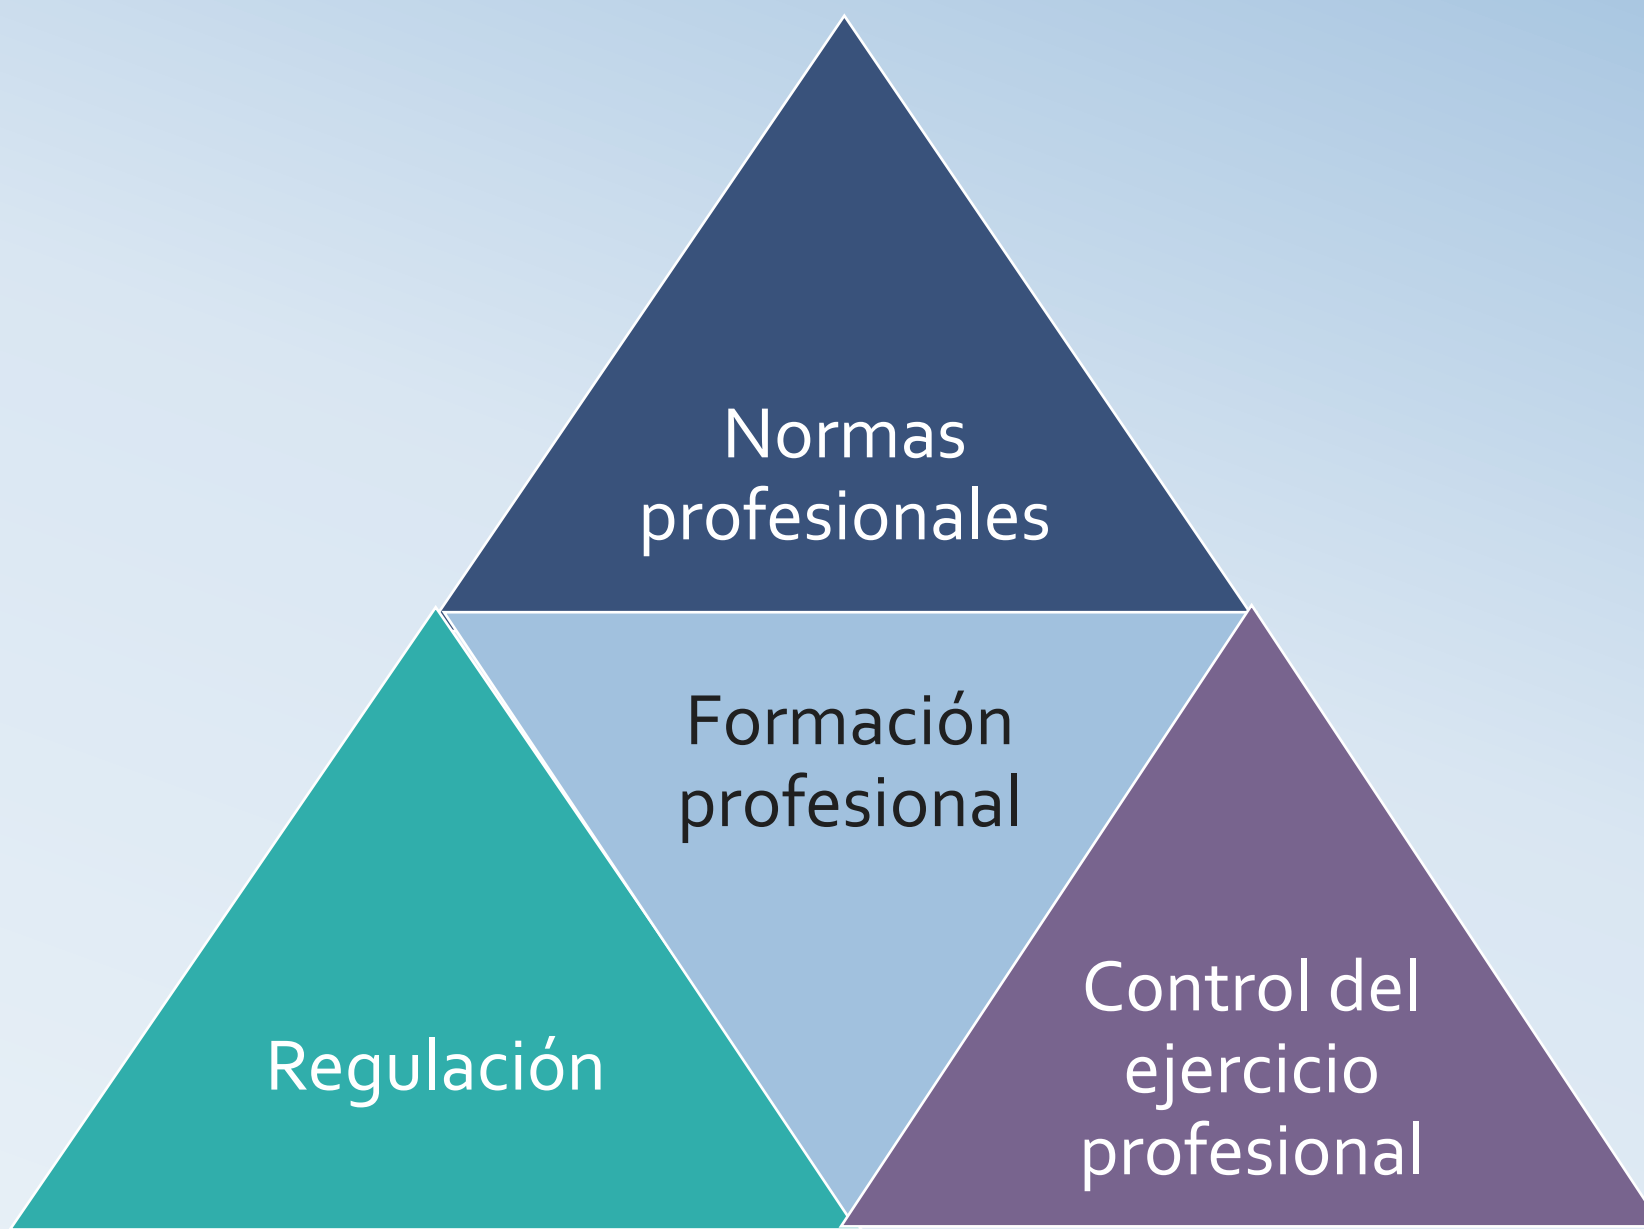 Normas
profesionales
Formación
profesional
Regulación
Control del
ejercicio
profesional